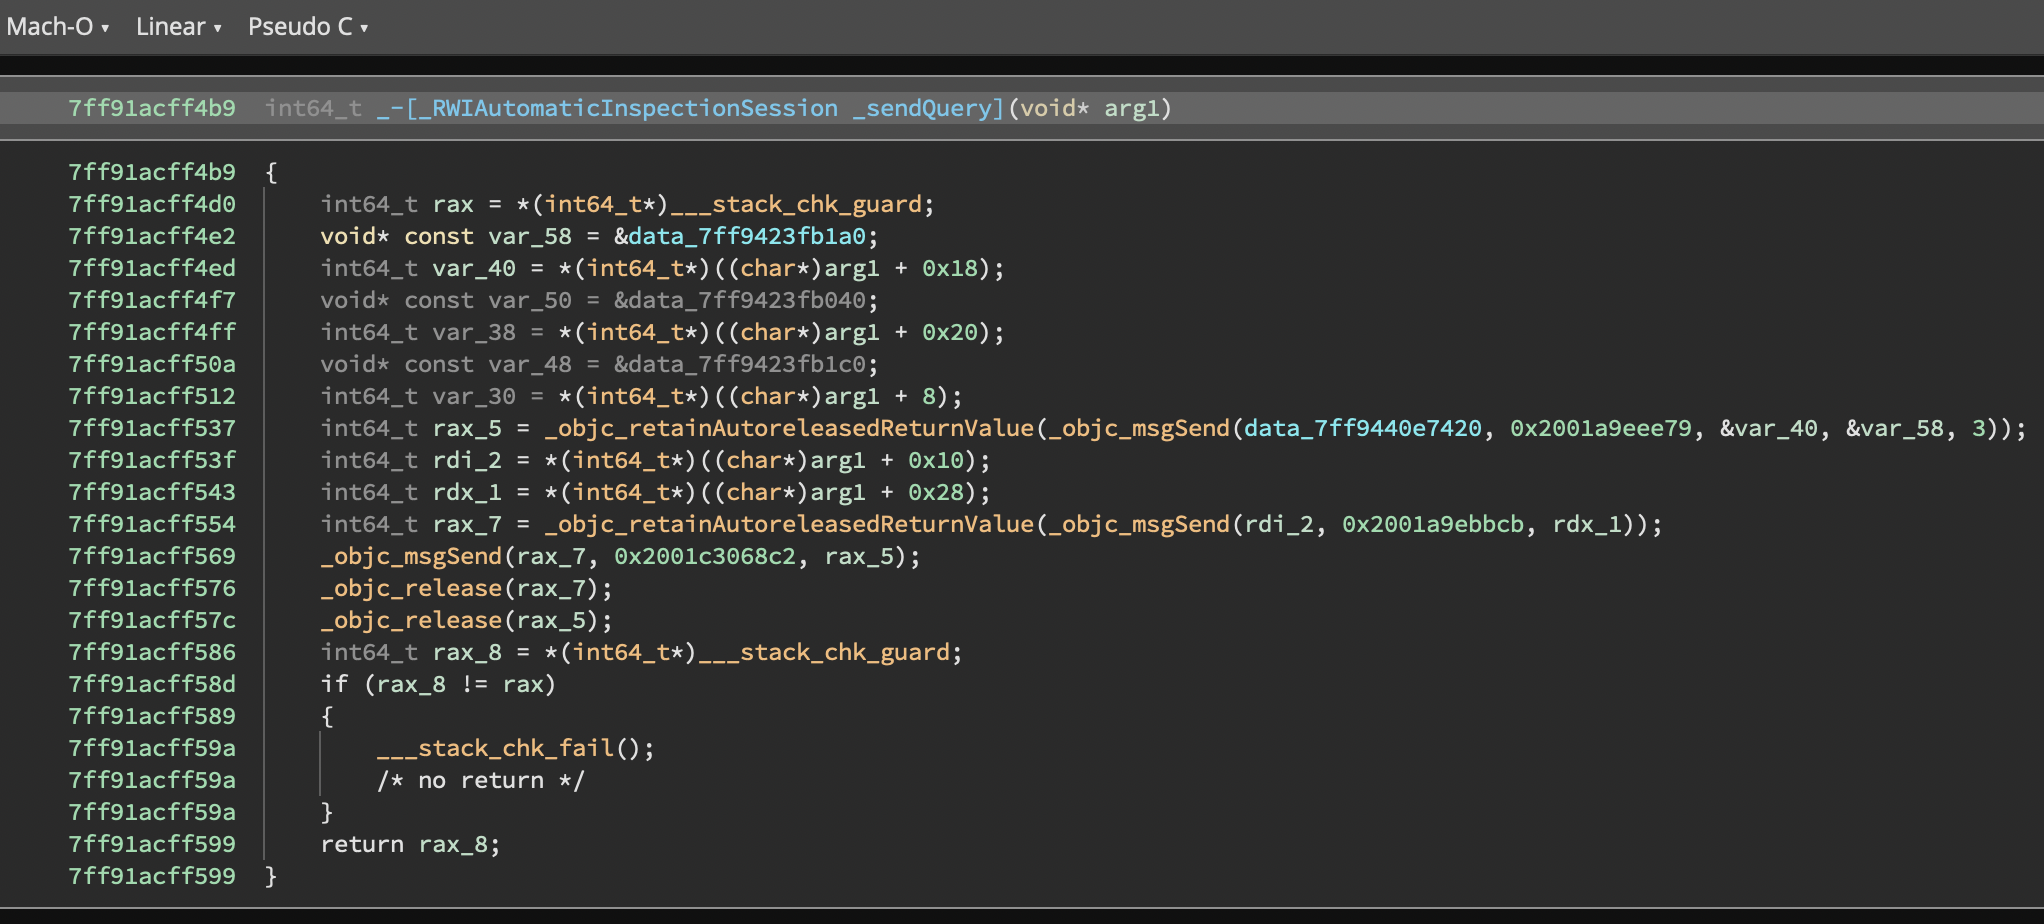 Mach-O ▾ Linear ▾ Pseudo C ▾
7ff91acff4b9 int64_t _-[_RWIAutomaticInspectionSession _sendQuery](void* arg1)
7ff91acff4b9 {
7ff91acff4d0 int64_t rax = *(int64_t*)___stack_chk_guard;
7ff91acff4e2 void* const var_58 = &data_7ff9423fb1a0;
7ff91acff4ed int64_t var_40 = *(int64_t*)((char*)arg1 + 0x18);
7ff91acff4f7 void* const var_50 = &data_7ff9423fb040;
7ff91acff4ff int64_t var_38 = *(int64_t*)((char*)arg1 + 0x20);
7ff91acff50a void* const var_48 = &data_7ff9423fb1c0;
7ff91acff512 int64_t var_30 = *(int64_t*)((char*)arg1 + 8);
7ff91acff537 int64_t rax_5 = _objc_retainAutoreleasedReturnValue(_objc_msgSend(data_7ff9440e7420, 0x2001a9eee79, &var_40, &var_58, 3));
7ff91acff53f int64_t rdi_2 = *(int64_t*)((char*)arg1 + 0x10);
7ff91acff543 int64_t rdx_1 = *(int64_t*)((char*)arg1 + 0x28);
7ff91acff554 int64_t rax_7 = _objc_retainAutoreleasedReturnValue(_objc_msgSend(rdi_2, 0x2001a9ebbcb, rdx_1));
7ff91acff569 _objc_msgSend(rax_7, 0x2001c3068c2, rax_5);
7ff91acff576 _objc_release(rax_7);
7ff91acff57c _objc_release(rax_5);
7ff91acff586 int64_t rax_8 = *(int64_t*)___stack_chk_guard;
7ff91acff58d if (rax_8 != rax)
7ff91acff589 {
7ff91acff59a ___stack_chk_fail();
7ff91acff59a /* no return */
7ff91acff59a }
7ff91acff599 return rax_8;
7ff91acff599 }